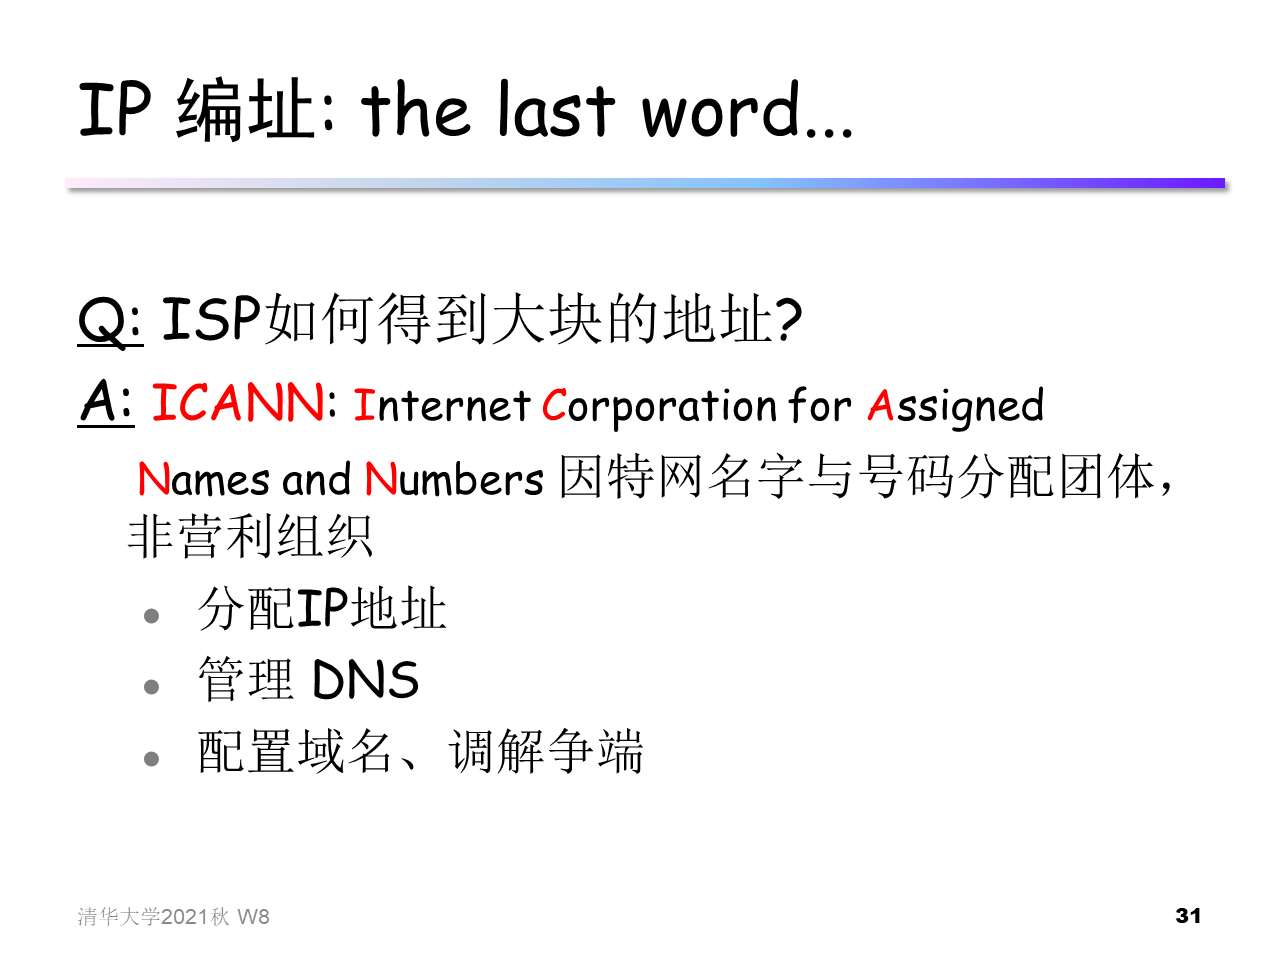 IP 编址: the last word...
Q: ISP如何得到大块的地址?
A: ICANN: Internet Corporation for Assigned
Names and Numbers 因特网名字与号码分配团体，
非营利组织
● 分配IP地址
● 管理 DNS
● 配置域名、调解争端
清华大学2021秋 W8
31